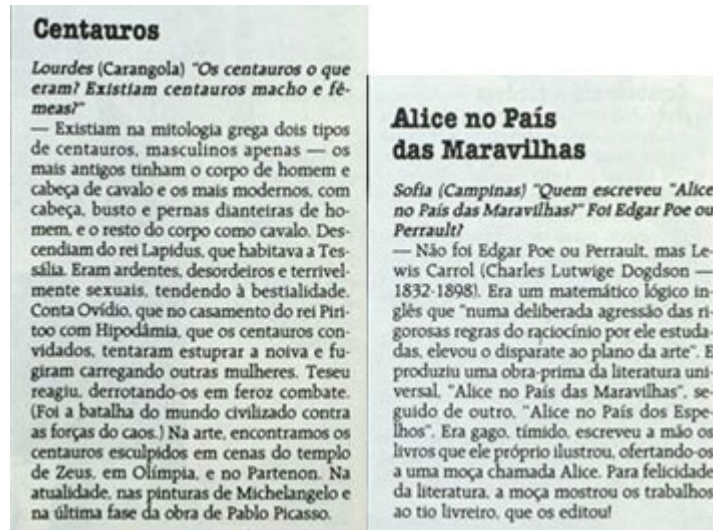 Centauros
Lourdes (Carangola) "Os centauros o que
eram? Existiam centauros macho e fê-
meas?"
— Existiam na mitologia grega dois tipos
de centauros, masculinos apenas — os
mais antigos tinham o corpo de homem e
cabeça de cavalo e os mais modernos, com
cabeça, busto e pernas dianteiras de ho-
mem, e o resto do corpo como cavalo. Des-
cendiam do rei Lapidus, que habitava a Tes-
sália. Eram ardentes, desordeiros e terrivel-
mente sexuais, tendendo à bestialidade.
Conta Ovídio, que no casamento do rei Piri-
too com Hipodâmia, que os centauros con-
vidados, tentaram estuprar a noiva e fu-
giram carregando outras mulheres. Teseu
reagiu, derrotando-os em feroz combate.
(Foi a batalha do mundo civilizado contra
as forças do caos.) Na arte, encontramos os
centauros esculpidos em cenas do templo
de Zeus, em Olímpia, e no Partenon. Na
atualidade, nas pinturas de Michelangelo e
na última fase da obra de Pablo Picasso.
Alice no País
das Maravilhas
Sofia (Campinas) "Quem escreveu "Alice
no País das Maravilhas?" Foi Edgar Poe ou
Perrault?
— Não foi Edgar Poe ou Perrault, mas Le-
wis Carrol (Charles Lutwige Dogdson —
1832-1898). Era um matemático lógico in-
glês que "numa deliberada agressão das ri-
gorosas regras do raciocínio por ele estuda-
das, elevou o disparate ao plano da arte". E
produziu uma obra-prima da literatura uni-
versal, "Alice no País das Maravilhas", se-
guido de outro, "Alice no País dos Espe-
lhos". Era gago, tímido, escreveu a mão os
livros que ele próprio ilustrou, ofertando-os
a uma moça chamada Alice. Para felicidade
da literatura, a moça mostrou os trabalhos
ao tio livreiro, que os editou!